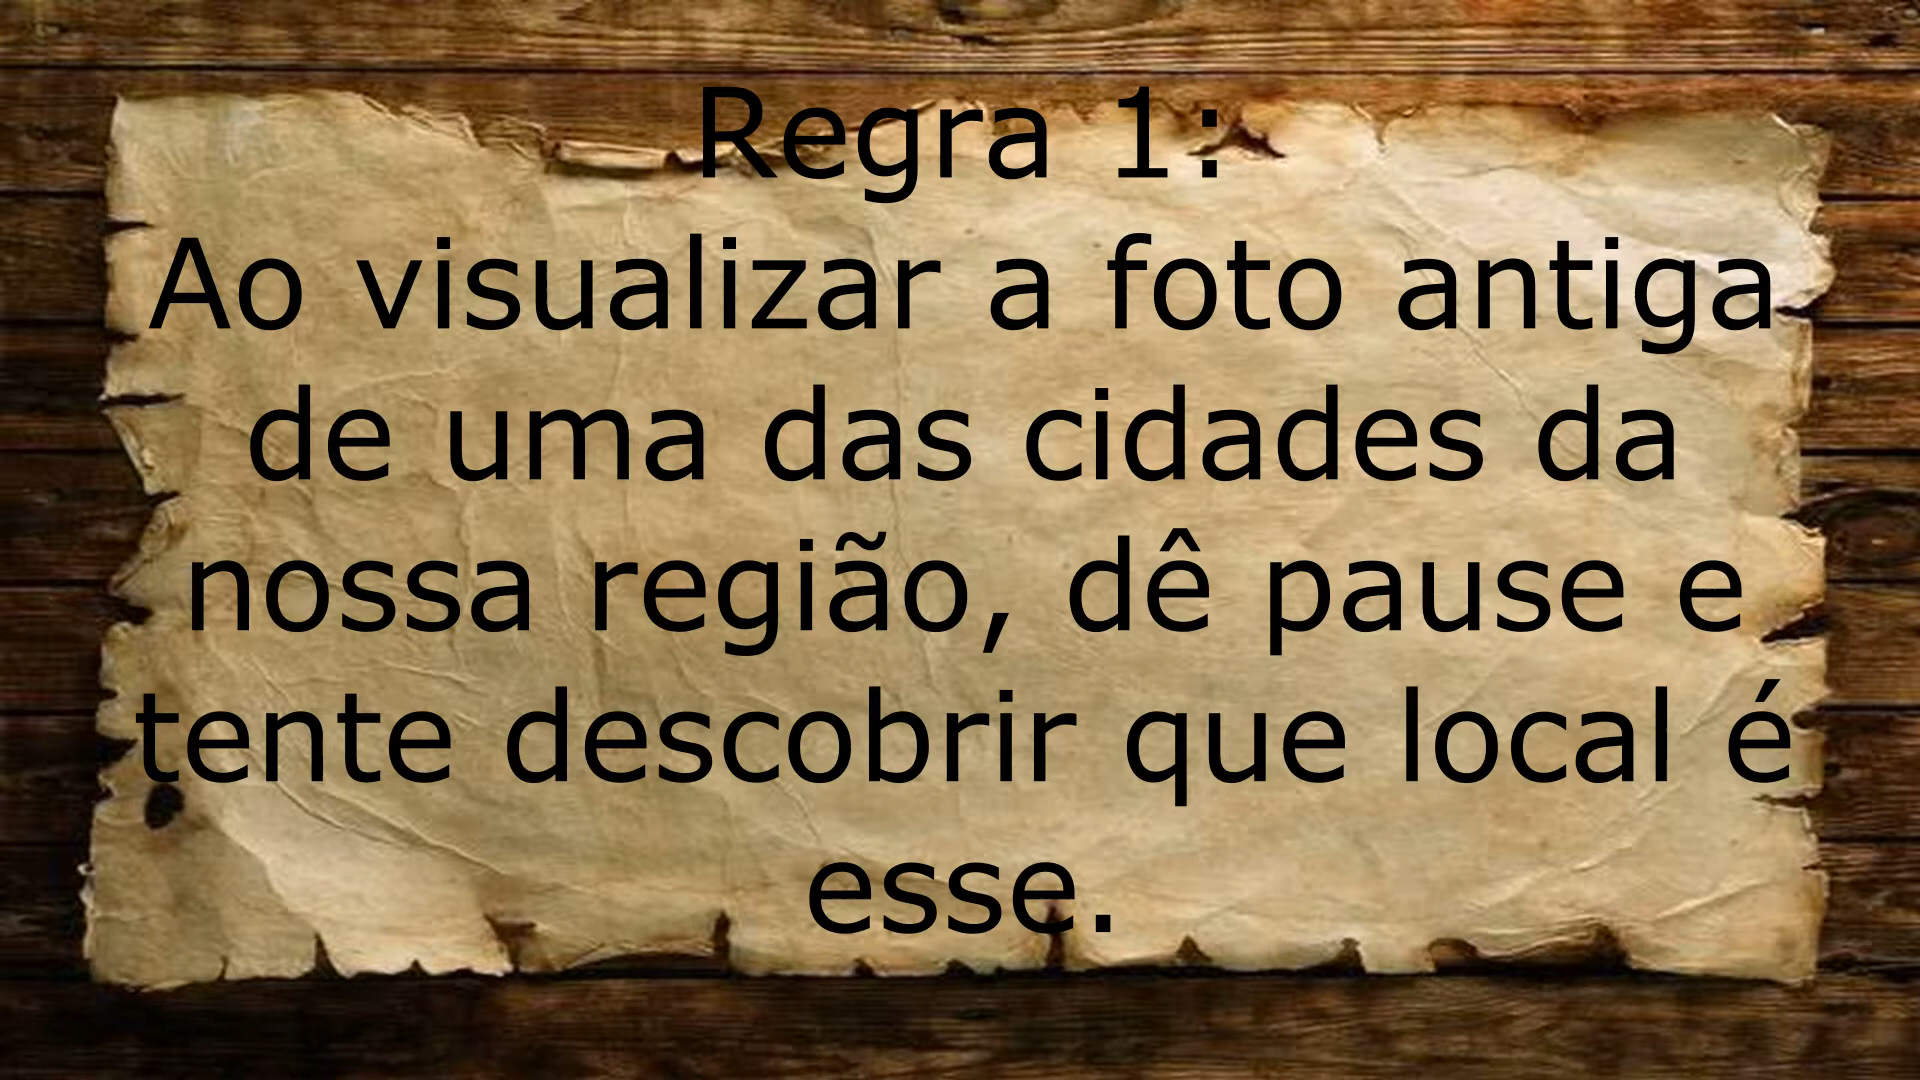 Regra 1:
Ao visualizar a foto antiga
de uma das cidades da
nossa região, dê pause e
tente descobrir que local é
esse.